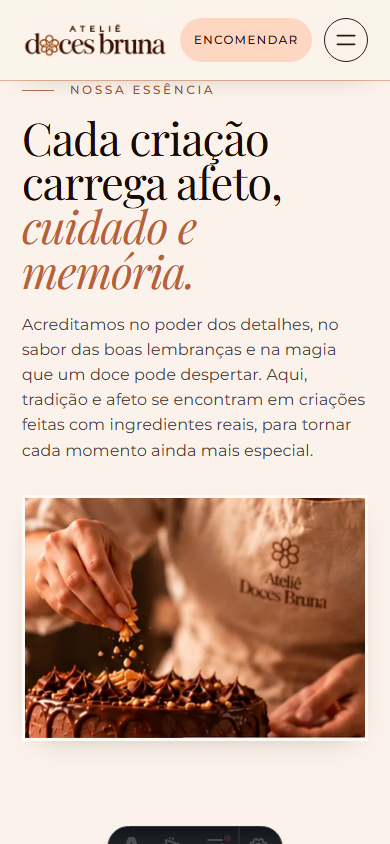 ATELIÊ
doces bruna
ENCOMENDAR
NOSSA ESSÊNCIA
Cada criação
carrega afeto,
cuidado e
memória.
Acreditamos no poder dos detalhes, no
sabor das boas lembranças e na magia
que um doce pode despertar. Aqui,
tradição e afeto se encontram em criações
feitas com ingredientes reais, para tornar
cada momento ainda mais especial.
Ateliê
Doces Bruna